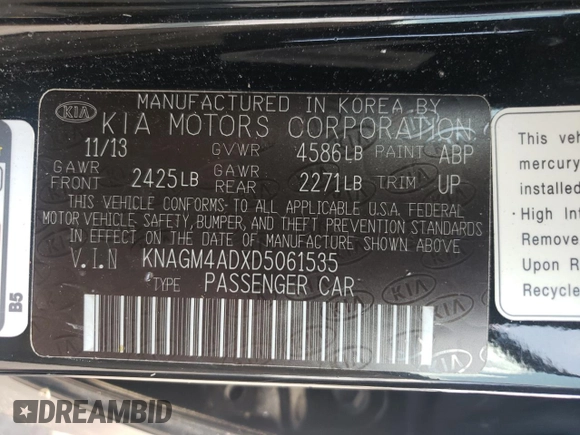 MANUFACTURED IN KOREA BY
KIA KIA MOTORS CORPORATION
11/13 GVWR 4586LB PAINT ABP
GAWR FRONT 2425LB GAWR REAR 2271LB TRIM UP
THIS VEHICLE CONFORMS TO ALL APPLICABLE U.S.A. FEDERAL
MOTOR VEHICLE SAFETY, BUMPER, AND THEFT PREVENTION STANDARDS
IN EFFECT ON THE DATE OF MANUFACTURE SHOWN ABOVE.
V.I.N KNAGM4ADXD5061535
TYPE PASSENGER CAR
B5
This veh
mercury
installed
· High Int
Remove
Upon R
Recycle
DREAMBID